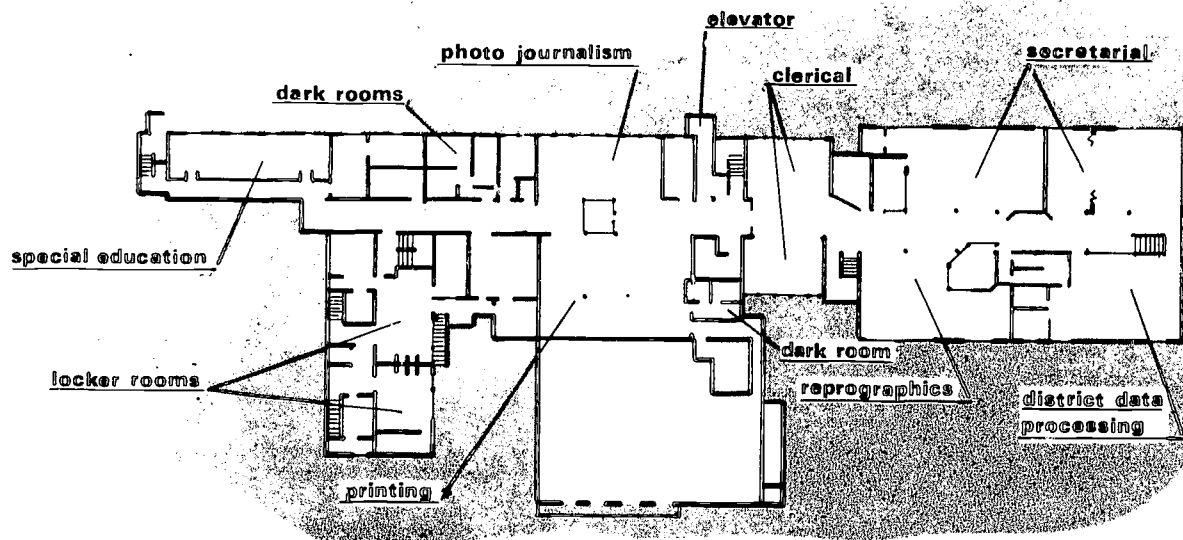 elevator
photo journalism
secretarial
clerical
dark rooms
special education
dark room
locker rooms
reprographics
district data
processing
printing